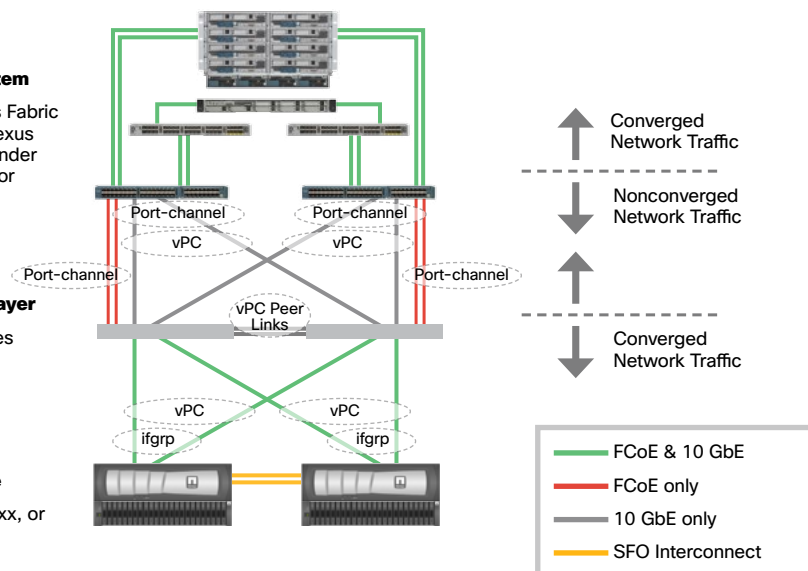 tem
s Fabric
exus
nder
or
Port-channel
Port-channel
vPC
vPC
Port-channel
Port-channel
ayer
es
vPC Peer
Links
vPC
vPC
ifgrp
ifgrp
e
xx, or
Converged
Network Traffic
Nonconverged
Network Traffic
Converged
Network Traffic
FCoE & 10 GbE
FCoE only
10 GbE only
SFO Interconnect